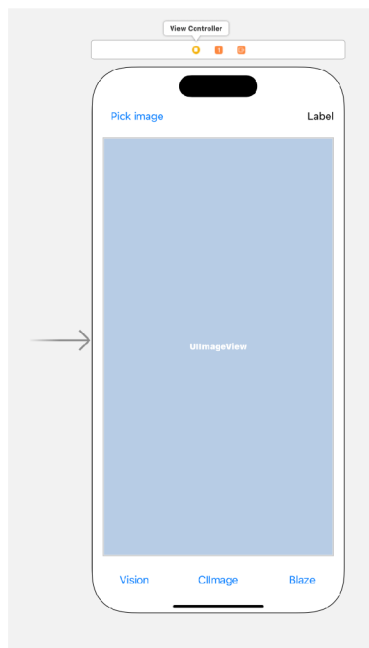 View Controller
Pick image
Label
UIImageView
Vision
CIImage
Blaze